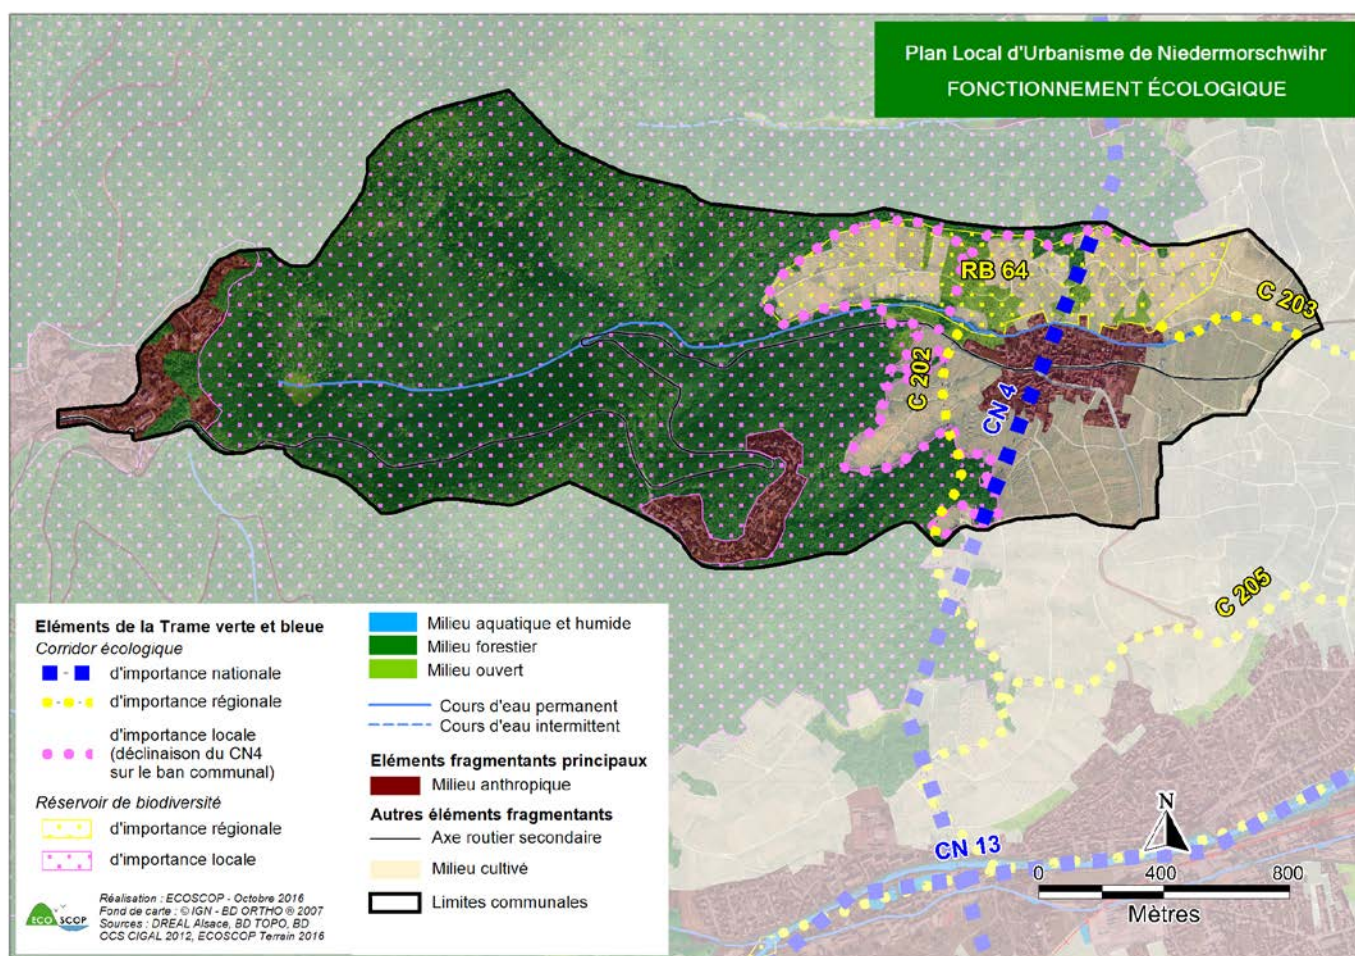 Plan Local d'Urbanisme de Niedermorschwihr
FONCTIONNEMENT ÉCOLOGIQUE
RB 64
C 203
C 202
CN 4
C 205
CN 13
Eléments de la Trame verte et bleue
Corridor écologique
d'importance nationale
d'importance régionale
d'importance locale
(déclinaison du CN4
sur le ban communal)
Réservoir de biodiversité
d'importance régionale
d'importance locale
Milieu aquatique et humide
Milieu forestier
Milieu ouvert
Cours d'eau permanent
Cours d'eau intermittent
Eléments fragmentants principaux
Milieu anthropique
Autres éléments fragmentants
Axe routier secondaire
Milieu cultivé
Limites communales
ECO SCOP
Réalisation : ECOSCOP - Octobre 2016
Fond de carte : © IGN - BD ORTHO ® 2007
Sources : DREAL Alsace, BD TOPO, BD
OCS CIGAL 2012, ECOSCOP Terrain 2016
N
0 400 800
Mètres